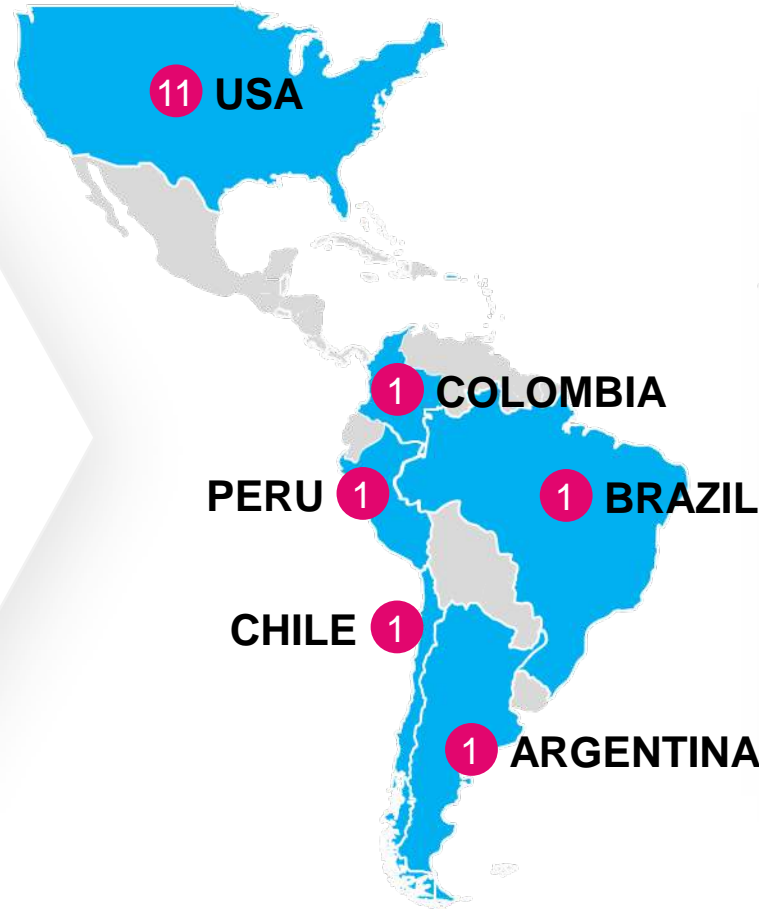 11 USA
1 COLOMBIA
PERU 1
1 BRAZIL
CHILE 1
1 ARGENTINA